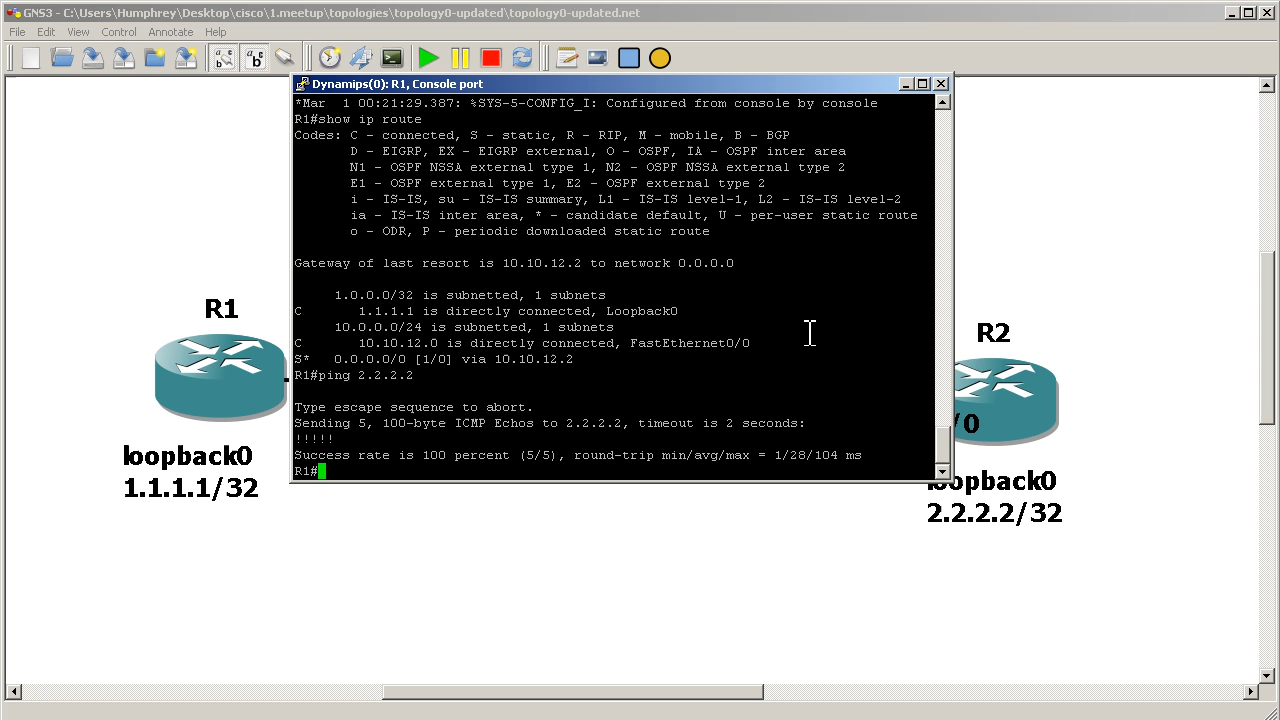 GNS3 - C:\Users\Humphrey\Desktop\cisco\1.meetup\topologies\topology0-updated\topology0-updated.net
File Edit View Control Annotate Help
Dynamips(0): R1, Console port
*Mar  1 00:21:29.387: %SYS-5-CONFIG_I: Configured from console by console
R1#show ip route
Codes: C - connected, S - static, R - RIP, M - mobile, B - BGP
D - EIGRP, EX - EIGRP external, O - OSPF, IA - OSPF inter area
N1 - OSPF NSSA external type 1, N2 - OSPF NSSA external type 2
E1 - OSPF external type 1, E2 - OSPF external type 2
i - IS-IS, su - IS-IS summary, L1 - IS-IS level-1, L2 - IS-IS level-2
ia - IS-IS inter area, * - candidate default, U - per-user static route
o - ODR, P - periodic downloaded static route
Gateway of last resort is 10.10.12.2 to network 0.0.0.0
1.0.0.0/32 is subnetted, 1 subnets
C       1.1.1.1 is directly connected, Loopback0
10.0.0.0/24 is subnetted, 1 subnets
C       10.10.12.0 is directly connected, FastEthernet0/0
S*   0.0.0.0/0 [1/0] via 10.10.12.2
R1#ping 2.2.2.2
Type escape sequence to abort.
Sending 5, 100-byte ICMP Echos to 2.2.2.2, timeout is 2 seconds:
!!!!!
Success rate is 100 percent (5/5), round-trip min/avg/max = 1/28/104 ms
R1#
R1
loopback0
1.1.1.1/32
R2
/0
loopback0
2.2.2.2/32